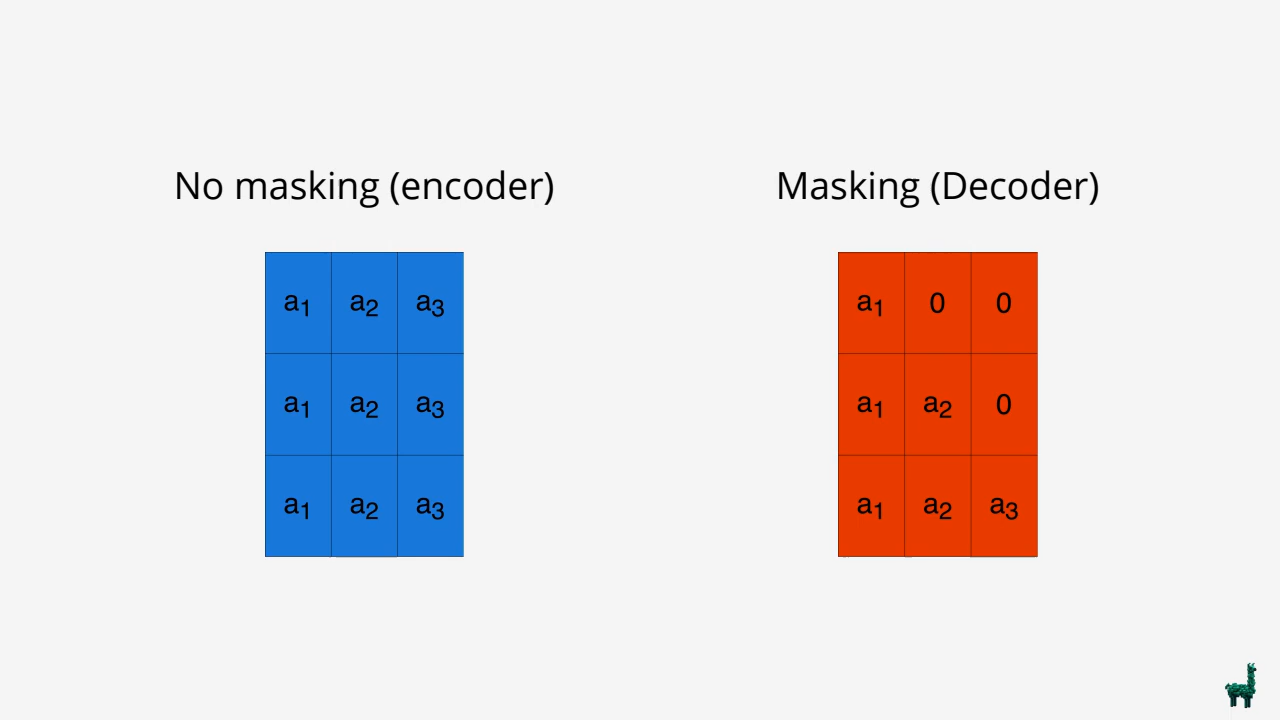 No masking (encoder)
a1 a2 a3
a1 a2 a3
a1 a2 a3
Masking (Decoder)
a1 0 0
a1 a2 0
a1 a2 a3